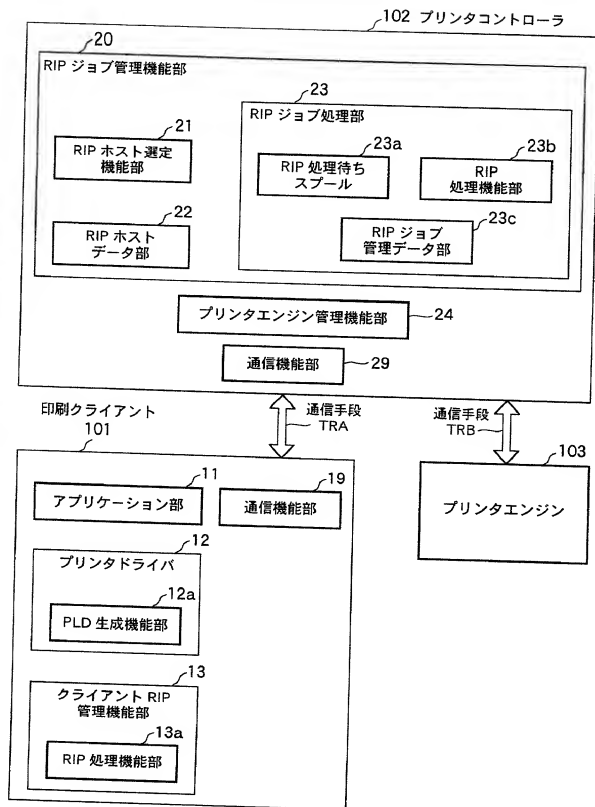 102 プリンタコントローラ
20
RIP ジョブ管理機能部
23
RIP ジョブ処理部
21
RIP ホスト選定
機能部
23a
RIP 処理待ち
スプール
23b
RIP
処理機能部
22
RIP ホスト
データ部
23c
RIP ジョブ
管理データ部
プリンタエンジン管理機能部
24
通信機能部
29
印刷クライアント
101
通信手段
TRA
通信手段
TRB
103
プリンタエンジン
11
アプリケーション部
19
通信機能部
12
プリンタドライバ
12a
PLD 生成機能部
13
クライアント RIP
管理機能部
13a
RIP 処理機能部